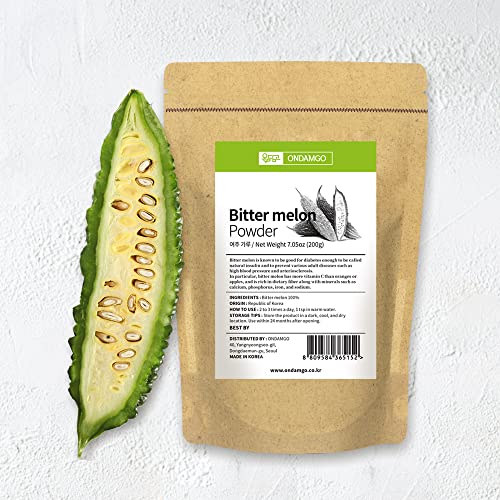 ONDAMGO
Bitter melon
Powder
여주 가루 / Net Weight 7.05oz (200g)
Bitter melon is known to be good for diabetes enough to be called
natural insulin and to prevent various adult diseases such as
high blood pressure and arteriosclerosis.
In particular, bitter melon has more vitamin C than oranges or
apples, and is rich in dietary fiber along with minerals such as
calcium, phosphorus, iron, and sodium.
INGREDIENTS : Bitter melon 100%
ORIGIN : Republic of Korea
HOW TO USE : 2 to 3 times a day, 1 tsp in warm water.
STORAGE TIPS : Store the product in a dark, cool, and dry
location. Use within 24 months after opening.
BEST BY
DISTRIBUTED BY : ONDAMGO
40, Yongnyeongseo-gil,
Dongdaemun-gu, Seoul
MADE IN KOREA
8 809584 365152
www.ondamgo.co.kr